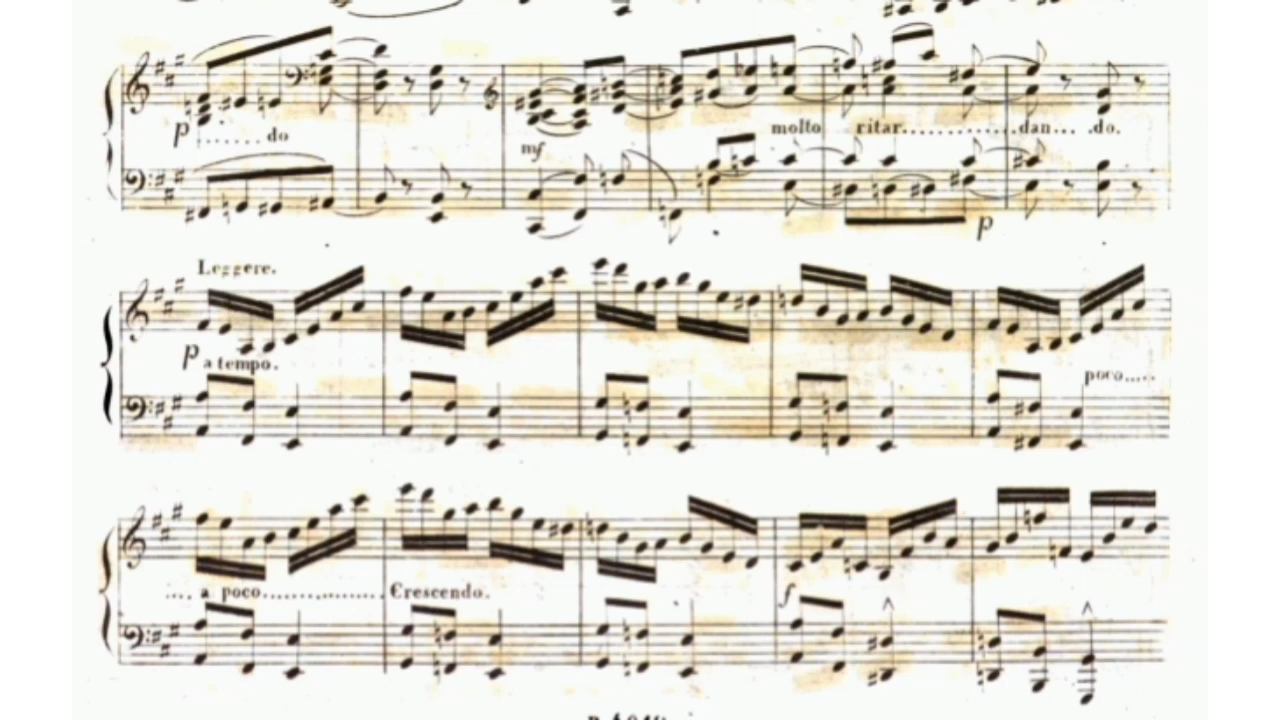 p ......do mf molto ritar............dan... .do.
p
Leggere.
p a tempo.
poco.....
... a poco.................Crescendo.
f